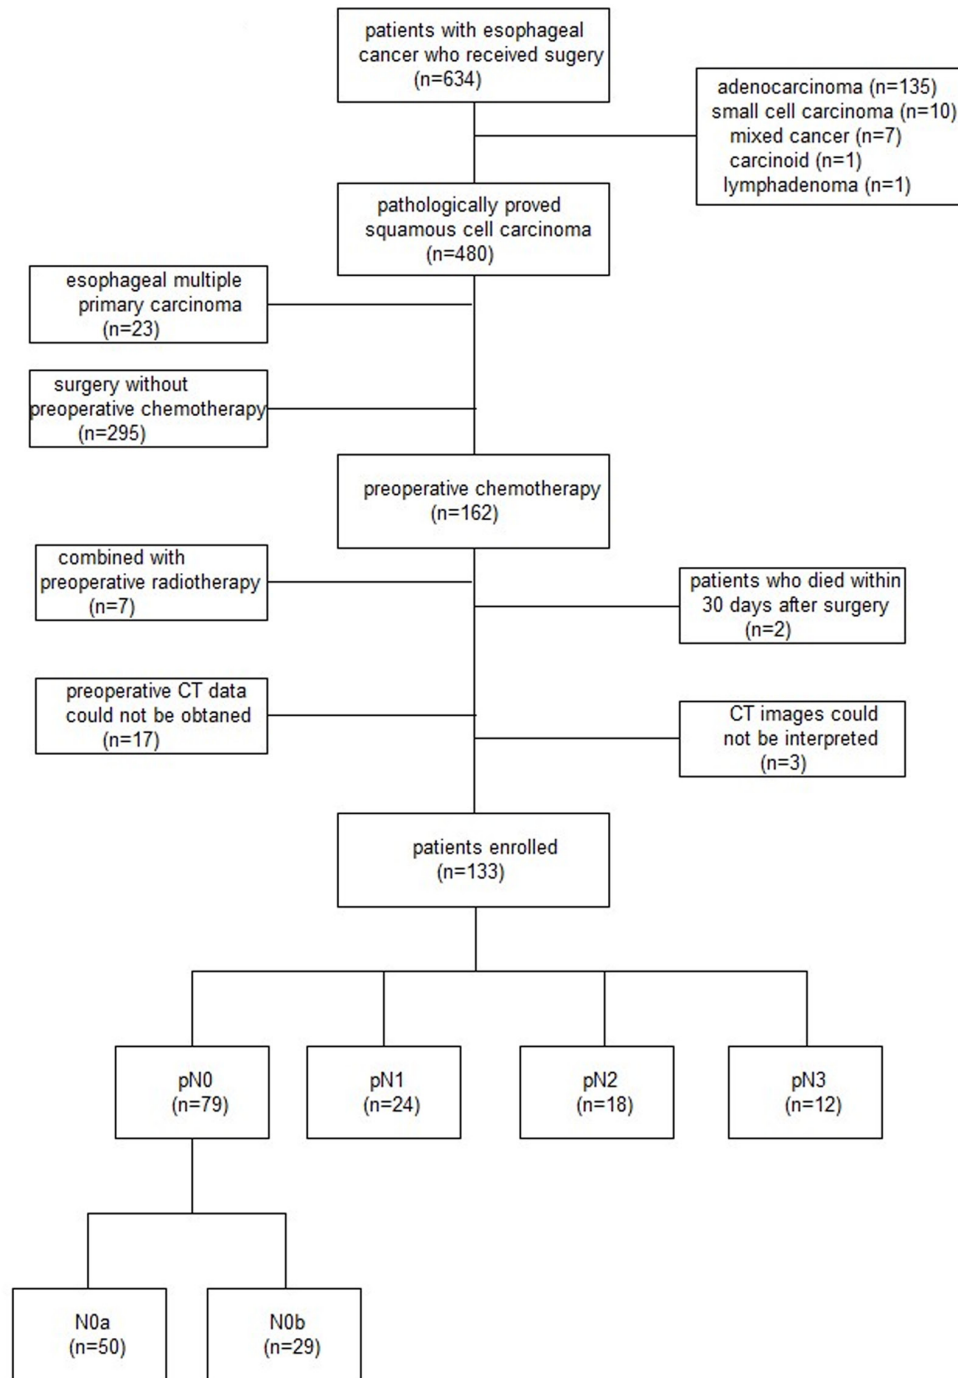 patients with esophageal
cancer who received sugery
(n=634)
adenocarcinoma (n=135)
small cell carcinoma (n=10)
mixed cancer (n=7)
carcinoid (n=1)
lymphadenoma (n=1)
pathologically proved
squamous cell carcinoma
(n=480)
esophageal multiple
primary carcinoma
(n=23)
surgery without
preoperative chemotherapy
(n=295)
preoperative chemotherapy
(n=162)
combined with
preoperative radiotherapy
(n=7)
patients who died within
30 days after surgery
(n=2)
preoperative CT data
could not be obtaned
(n=17)
CT images could
not be interpreted
(n=3)
patients enrolled
(n=133)
pN0
(n=79)
pN1
(n=24)
pN2
(n=18)
pN3
(n=12)
N0a
(n=50)
N0b
(n=29)